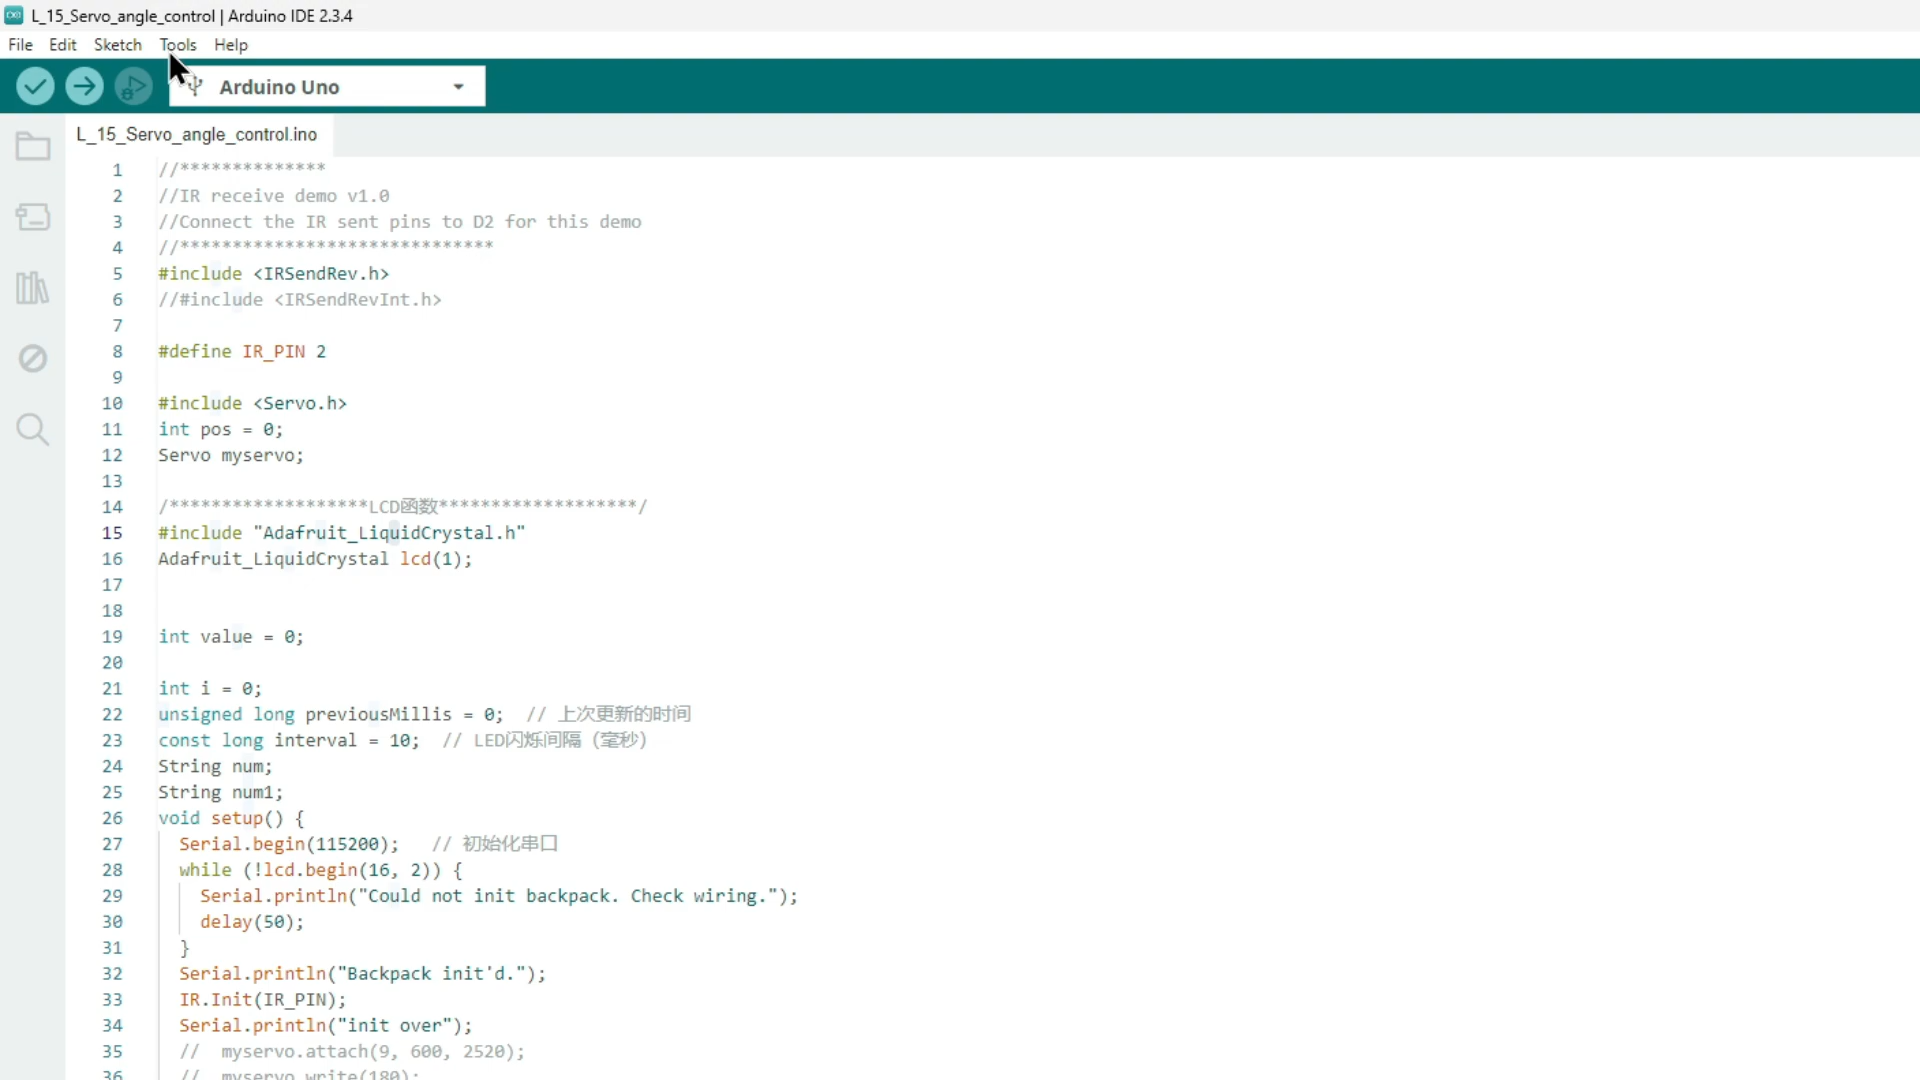 L_15_Servo_angle_control | Arduino IDE 2.3.4
File Edit Sketch Tools Help
Arduino Uno
L_15_Servo_angle_control.ino
1 //**************
2 //IR receive demo v1.0
3 //Connect the IR sent pins to D2 for this demo
4 //******************************
5 #include <IRSendRev.h>
6 //#include <IRSendRevInt.h>
7
8 #define IR_PIN 2
9
10 #include <Servo.h>
11 int pos = 0;
12 Servo myservo;
13
14 /*******************LCD函数*******************/
15 #include "Adafruit_LiquidCrystal.h"
16 Adafruit_LiquidCrystal lcd(1);
17
18
19 int value = 0;
20
21 int i = 0;
22 unsigned long previousMillis = 0;  // 上次更新的时间
23 const long interval = 10;  // LED闪烁间隔（毫秒）
24 String num;
25 String num1;
26 void setup() {
27 Serial.begin(115200);   // 初始化串口
28 while (!lcd.begin(16, 2)) {
29 Serial.println("Could not init backpack. Check wiring.");
30 delay(50);
31 }
32 Serial.println("Backpack init'd.");
33 IR.Init(IR_PIN);
34 Serial.println("init over");
35 //  myservo.attach(9, 600, 2520);
36 //  myservo.write(180);